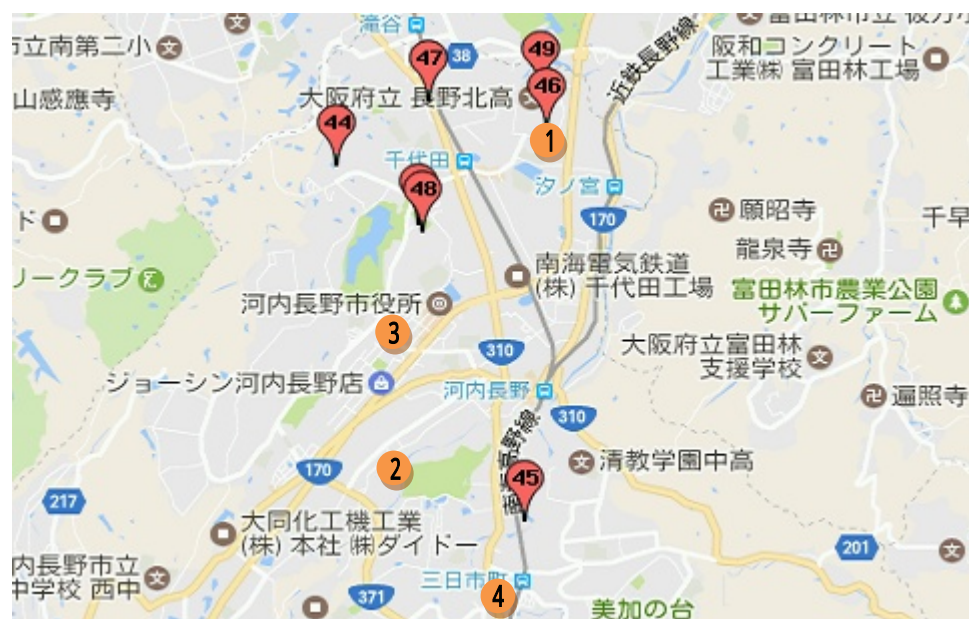 富田林市立 彼方小
滝谷
市立南第二小
49
47
38
阪和コンクリート
工業㈱ 富田林工場
近鉄長野線
46
山感應寺
大阪府立 長野北高
44
1
千代田
汐ノ宮
48
170
願昭寺
千早
ド
龍泉寺
南海電気鉄道
(株) 千代田工場
リークラブ
河内長野市役所
富田林市農業公園
サバーファーム
3
310
大阪府立富田林
支援学校
ジョーシン河内長野店
河内長野
遍照寺
310
南海高野線
170
2
清教学園中高
45
217
大同化工機工業
(株) 本社 ㈱ダイドー
201
内長野市立
中学校 西中
三日市町
371
4
美加の台